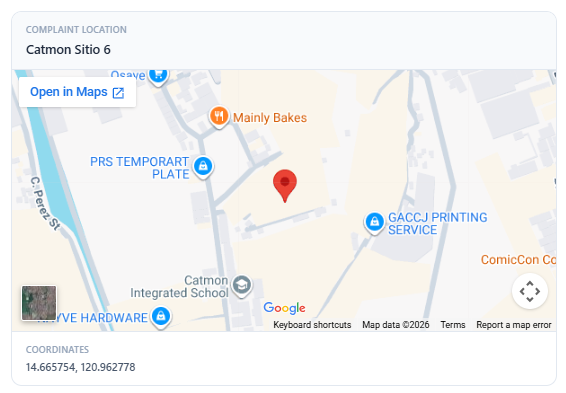 COMPLAINT LOCATION
Catmon Sitio 6
Osave
Open in Maps
Mainly Bakes
PRS TEMPORART
PLATE
C. Perez St
GACCJ PRINTING
SERVICE
ComicCon Co
Catmon
Integrated School
Google
HARDWARE
Keyboard shortcuts
Map data ©2026
Terms
Report a map error
COORDINATES
14.665754, 120.962778